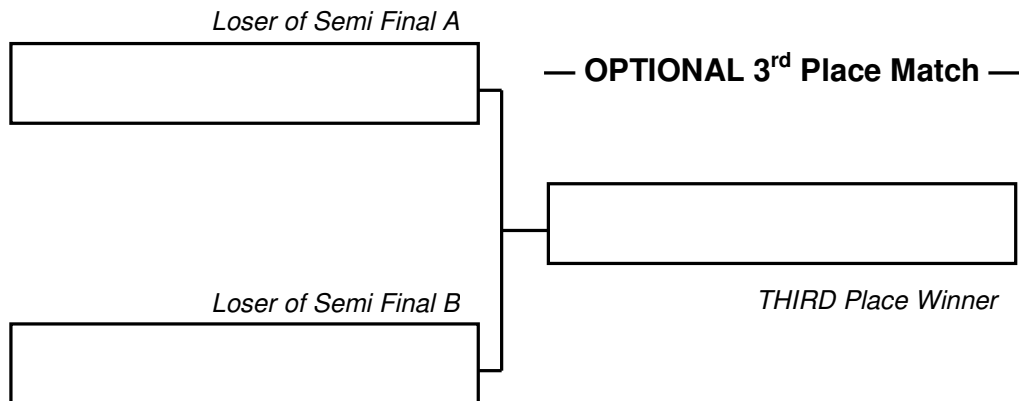 Loser of Semi Final A
— OPTIONAL 3rd Place Match —
Loser of Semi Final B
THIRD Place Winner